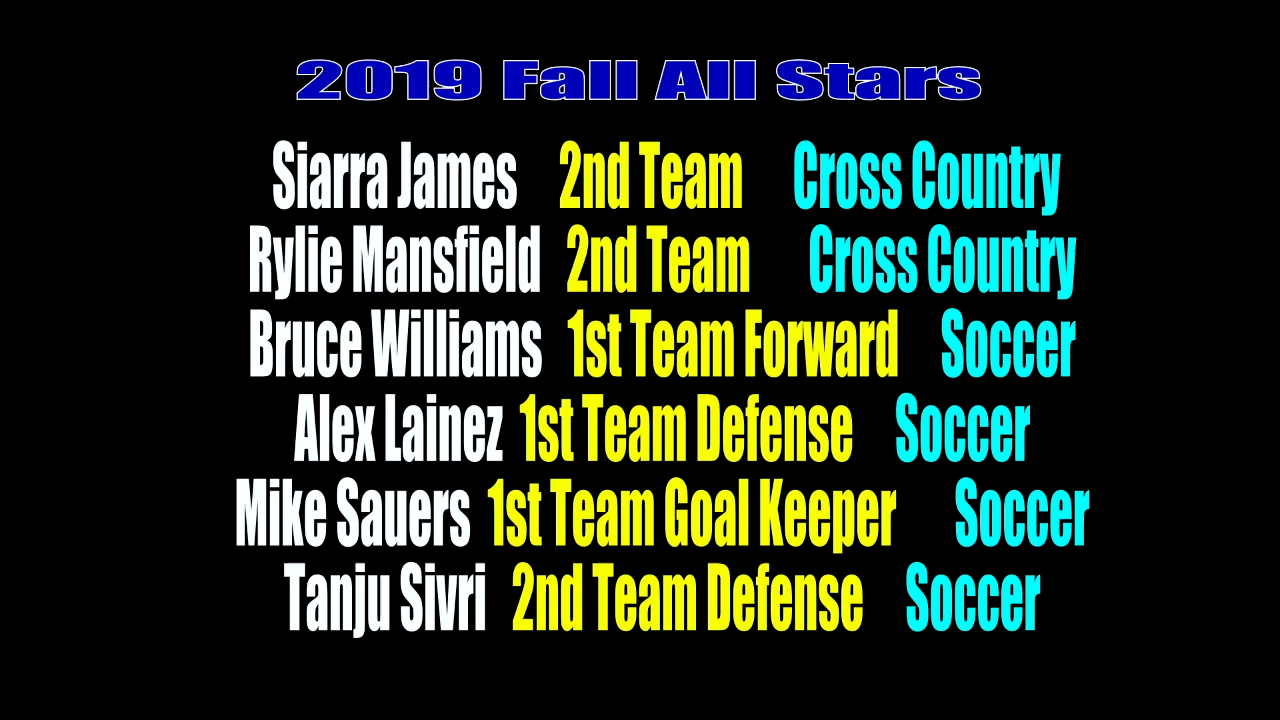 2019 Fall All Stars
Siarra James 2nd Team Cross Country
Rylie Mansfield 2nd Team Cross Country
Bruce Williams 1st Team Forward Soccer
Alex Lainez 1st Team Defense Soccer
Mike Sauers 1st Team Goal Keeper Soccer
Tanju Sivri 2nd Team Defense Soccer